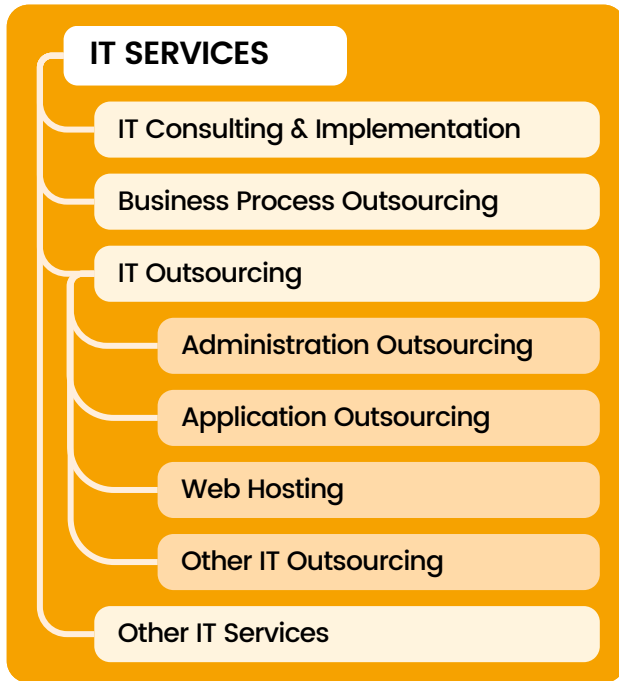 IT SERVICES
IT Consulting & Implementation
Business Process Outsourcing
IT Outsourcing
Administration Outsourcing
Application Outsourcing
Web Hosting
Other IT Outsourcing
Other IT Services